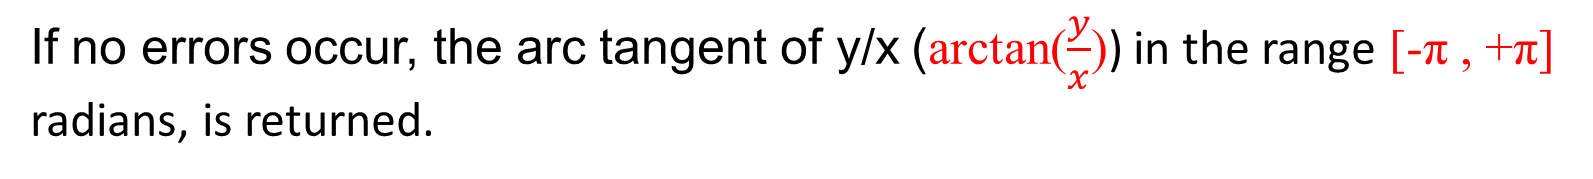 If no errors occur, the arc tangent of y/x (arctan(y/x)) in the range [-π , +π]
radians, is returned.